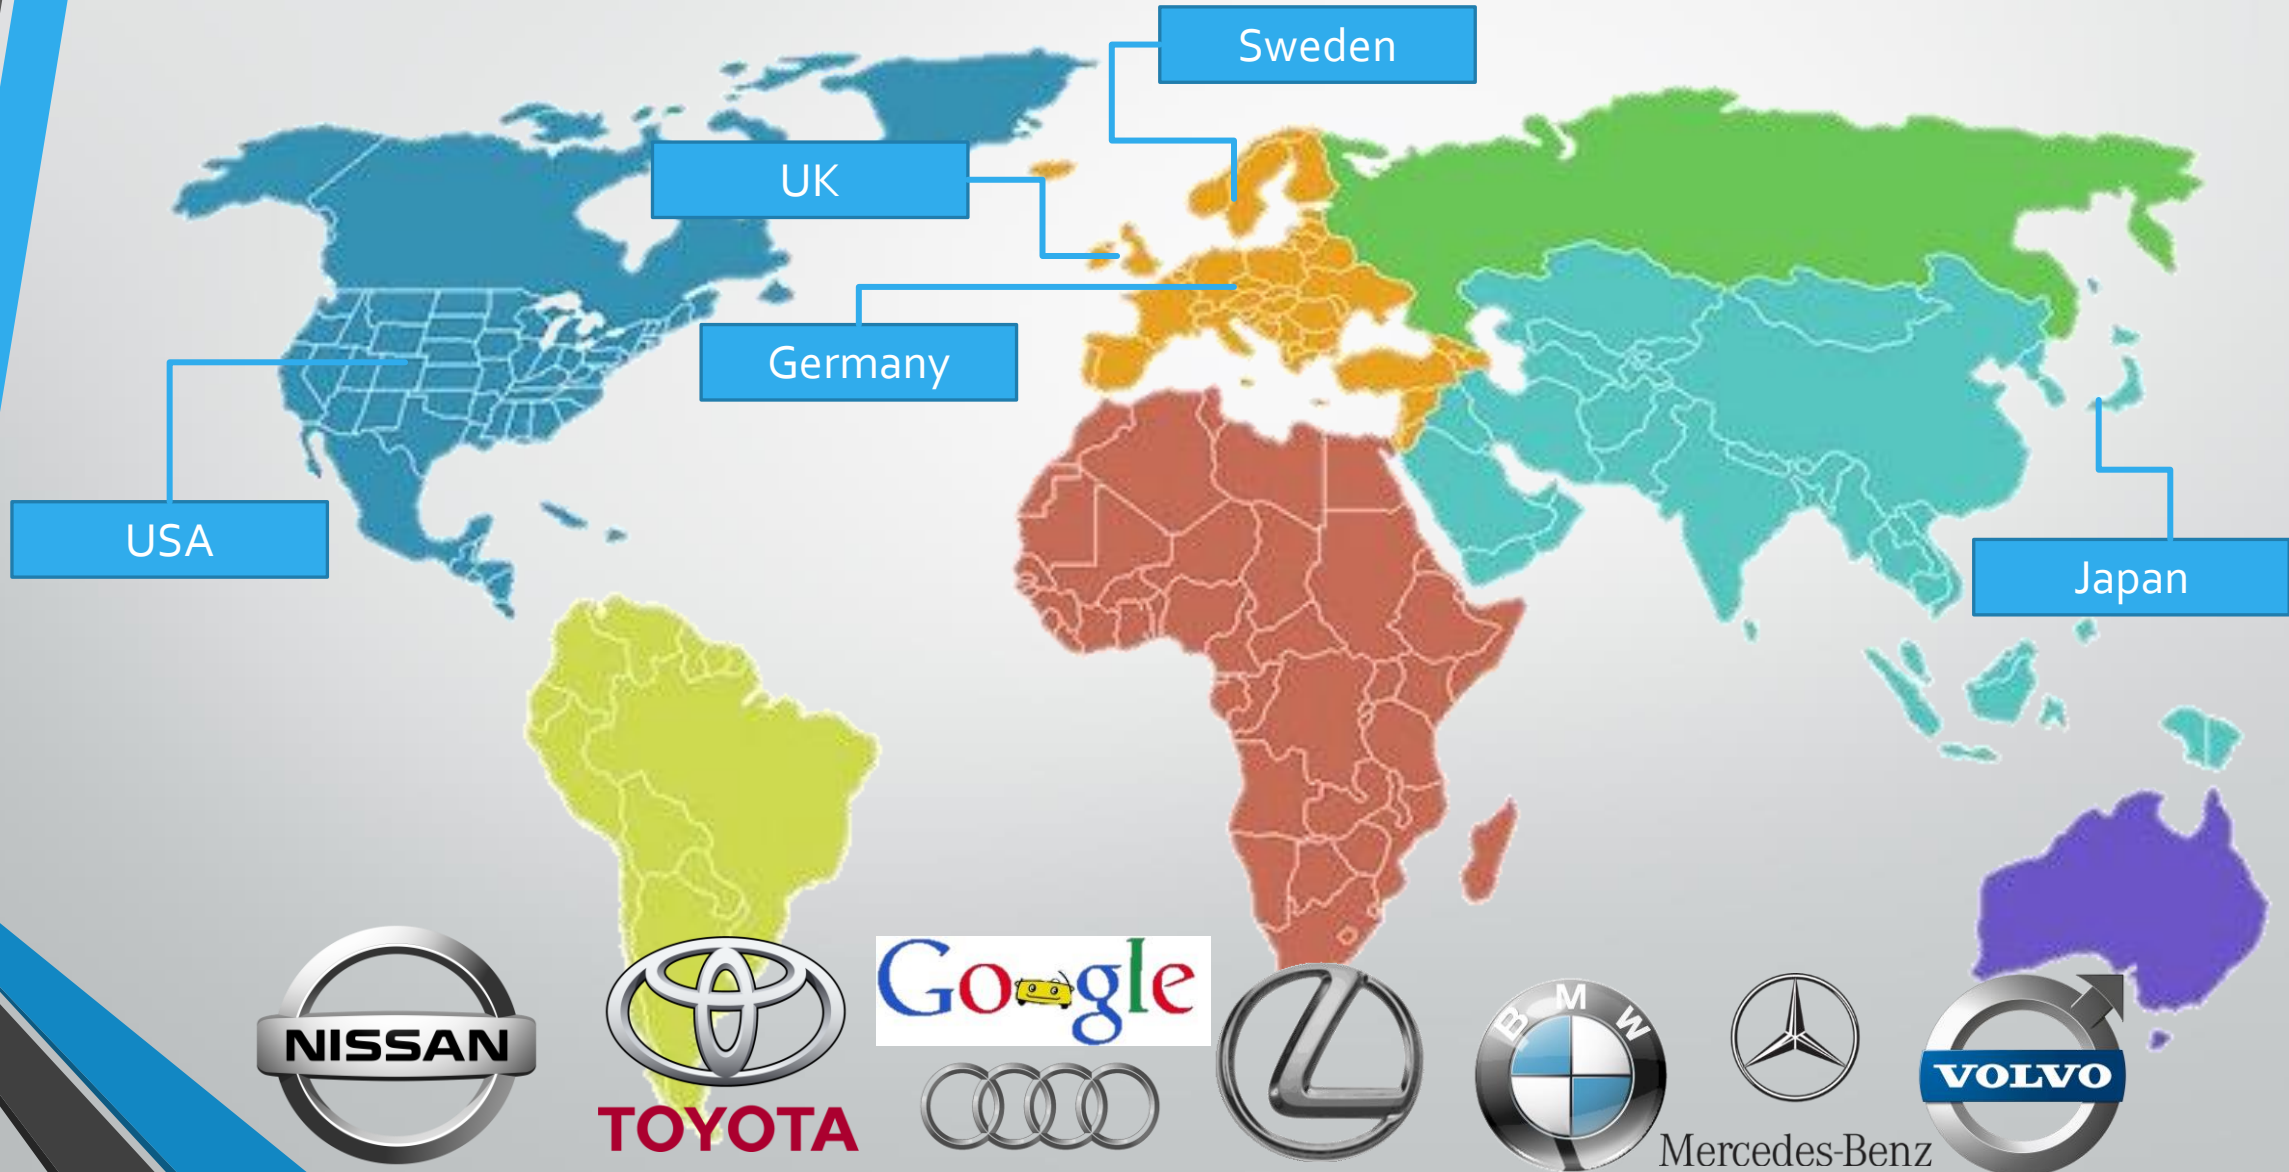 Sweden
UK
Germany
USA
Japan
NISSAN
TOYOTA
Google
BMW
Mercedes-Benz
VOLVO